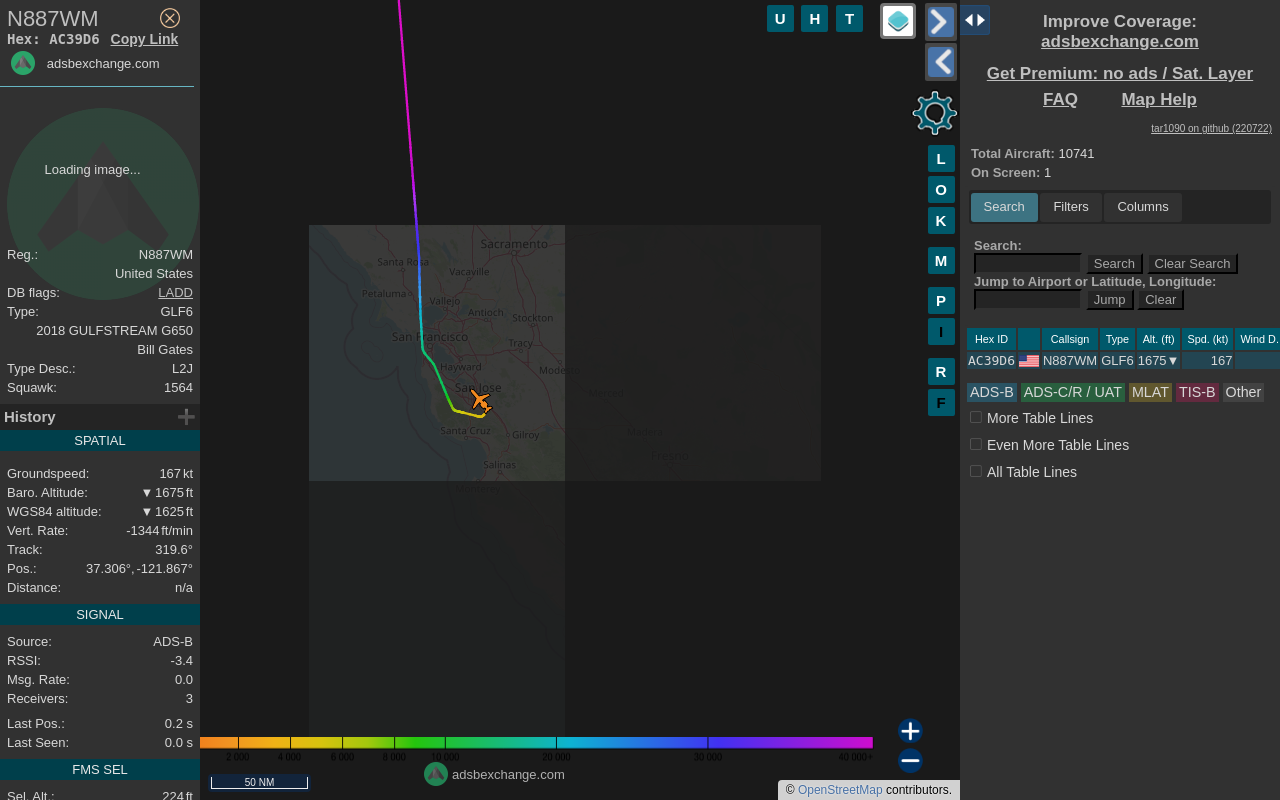 N887WM
Hex: AC39D6 Copy Link
adsbexchange.com
Loading image...
Reg.: N887WM
United States
DB flags: LADD
Type: GLF6
2018 GULFSTREAM G650
Bill Gates
Type Desc.: L2J
Squawk: 1564
History
SPATIAL
Groundspeed: 167 kt
Baro. Altitude: ▼ 1675 ft
WGS84 altitude: ▼ 1625 ft
Vert. Rate: -1344 ft/min
Track: 319.6°
Pos.: 37.306°, -121.867°
Distance: n/a
SIGNAL
Source: ADS-B
RSSI: -3.4
Msg. Rate: 0.0
Receivers: 3
Last Pos.: 0.2 s
Last Seen: 0.0 s
FMS SEL
Sel. Alt.: 224 ft
U H T
L
O
K
M
P
I
R
F
Sacramento
Santa Rosa
Vacaville
Petaluma
Vallejo
Antioch
Stockton
San Francisco
Tracy
Hayward
Modesto
San Jose
Merced
Santa Cruz
Gilroy
Madera
Fresno
Salinas
Monterey
2 000 4 000 6 000 8 000 10 000 20 000 30 000 40 000+
adsbexchange.com
50 NM
© OpenStreetMap contributors.
Improve Coverage:
adsbexchange.com
Get Premium: no ads / Sat. Layer
FAQ Map Help
tar1090 on github (220722)
Total Aircraft: 10741
On Screen: 1
Search Filters Columns
Search:
Search Clear Search
Jump to Airport or Latitude, Longitude:
Jump Clear
Hex ID Callsign Type Alt. (ft) Spd. (kt) Wind D.
AC39D6 N887WM GLF6 1675▼ 167
ADS-B ADS-C/R / UAT MLAT TIS-B Other
More Table Lines
Even More Table Lines
All Table Lines